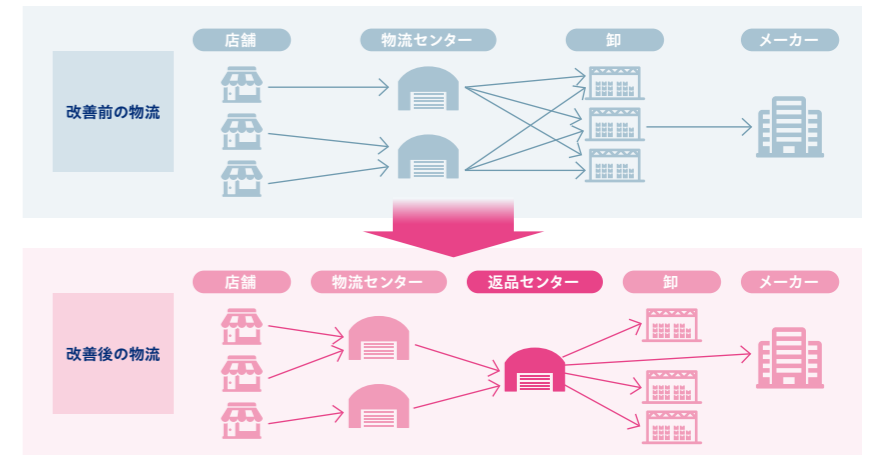 店舗
物流センター
卸
メーカー
改善前の物流
店舗
物流センター
返品センター
卸
メーカー
改善後の物流